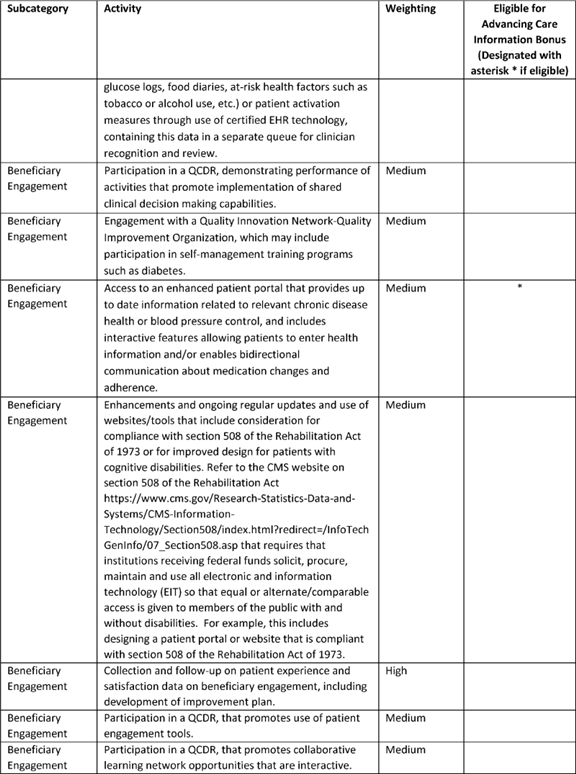 Subcategory Activity Weighting Eligible for
Advancing Care
Information Bonus
(Designated with
asterisk * if eligible)
glucose logs, food diaries, at-risk health factors such as
tobacco or alcohol use, etc.) or patient activation
measures through use of certified EHR technology,
containing this data in a separate queue for clinician
recognition and review.
Beneficiary Participation in a QCDR, demonstrating performance of Medium
Engagement activities that promote implementation of shared
clinical decision making capabilities.
Beneficiary Engagement with a Quality Innovation Network-Quality Medium
Engagement Improvement Organization, which may include
participation in self-management training programs
such as diabetes.
Beneficiary Access to an enhanced patient portal that provides up Medium *
Engagement to date information related to relevant chronic disease
health or blood pressure control, and includes
interactive features allowing patients to enter health
information and/or enables bidirectional
communication about medication changes and
adherence.
Beneficiary Enhancements and ongoing regular updates and use of Medium
Engagement websites/tools that include consideration for
compliance with section 508 of the Rehabilitation Act
of 1973 or for improved design for patients with
cognitive disabilities. Refer to the CMS website on
section 508 of the Rehabilitation Act
https://www.cms.gov/Research-Statistics-Data-and-
Systems/CMS-Information-
Technology/Section508/index.html?redirect=/InfoTech
GenInfo/07_Section508.asp that requires that
institutions receiving federal funds solicit, procure,
maintain and use all electronic and information
technology (EIT) so that equal or alternate/comparable
access is given to members of the public with and
without disabilities. For example, this includes
designing a patient portal or website that is compliant
with section 508 of the Rehabilitation Act of 1973.
Beneficiary Collection and follow-up on patient experience and High
Engagement satisfaction data on beneficiary engagement, including
development of improvement plan.
Beneficiary Participation in a QCDR, that promotes use of patient Medium
Engagement engagement tools.
Beneficiary Participation in a QCDR, that promotes collaborative Medium
Engagement learning network opportunities that are interactive.